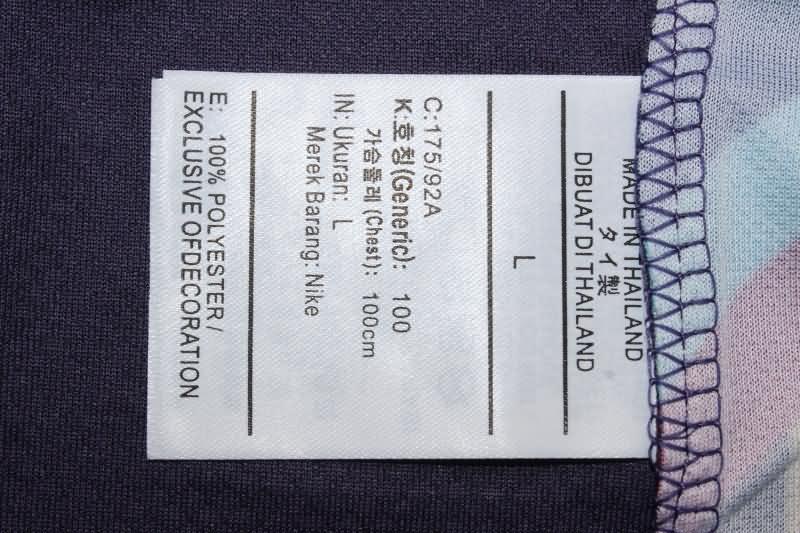 MADE IN THAILAND
タイ製
DIBUAT DI THAILAND
L
C:175/92A
K:호칭(Generic): 100
가슴둘레 (Chest): 100cm
IN: Ukuran: L
Merek Barang: Nike
E: 100% POLYESTER/
EXCLUSIVE OFDECORATION